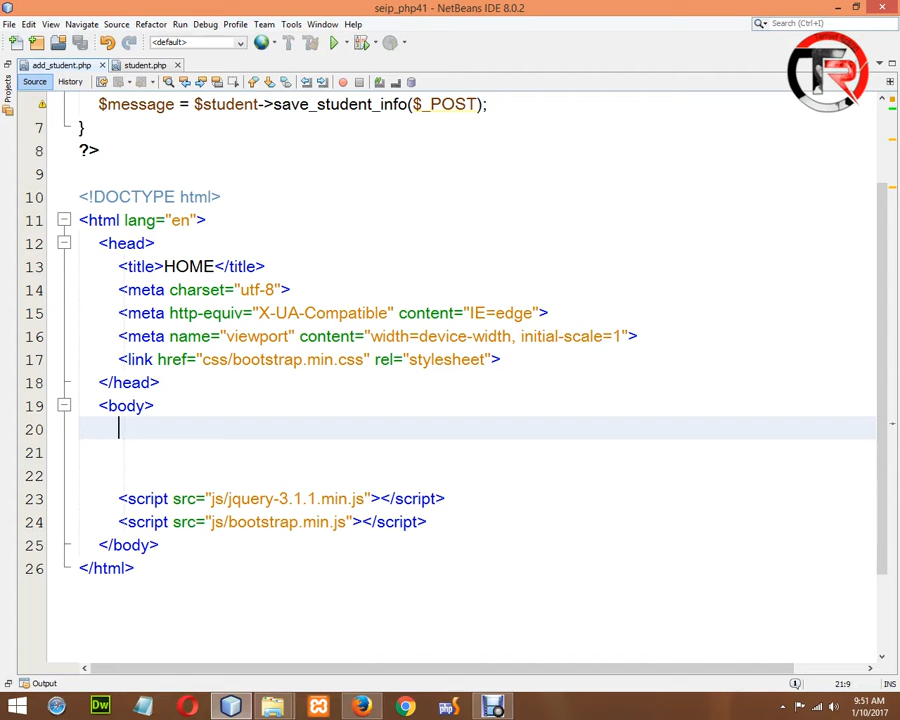 seip_php41 - NetBeans IDE 8.0.2
File Edit View Navigate Source Refactor Run Debug Profile Team Tools Window Help
Search (Ctrl+I)
<default>
add_student.php student.php
Source History
Projects
$message = $student->save_student_info($_POST);
7 }
8 ?>
9
10 <!DOCTYPE html>
11 <html lang="en">
12 <head>
13 <title>HOME</title>
14 <meta charset="utf-8">
15 <meta http-equiv="X-UA-Compatible" content="IE=edge">
16 <meta name="viewport" content="width=device-width, initial-scale=1">
17 <link href="css/bootstrap.min.css" rel="stylesheet">
18 </head>
19 <body>
20
21
22
23 <script src="js/jquery-3.1.1.min.js"></script>
24 <script src="js/bootstrap.min.js"></script>
25 </body>
26 </html>
Output
21:9 INS
Dw
php
9:51 AM
1/10/2017